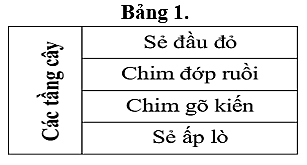 Bảng 1.
Các tầng cây
Sẻ đầu đỏ
Chim đớp ruồi
Chim gõ kiến
Sẻ ấp lò